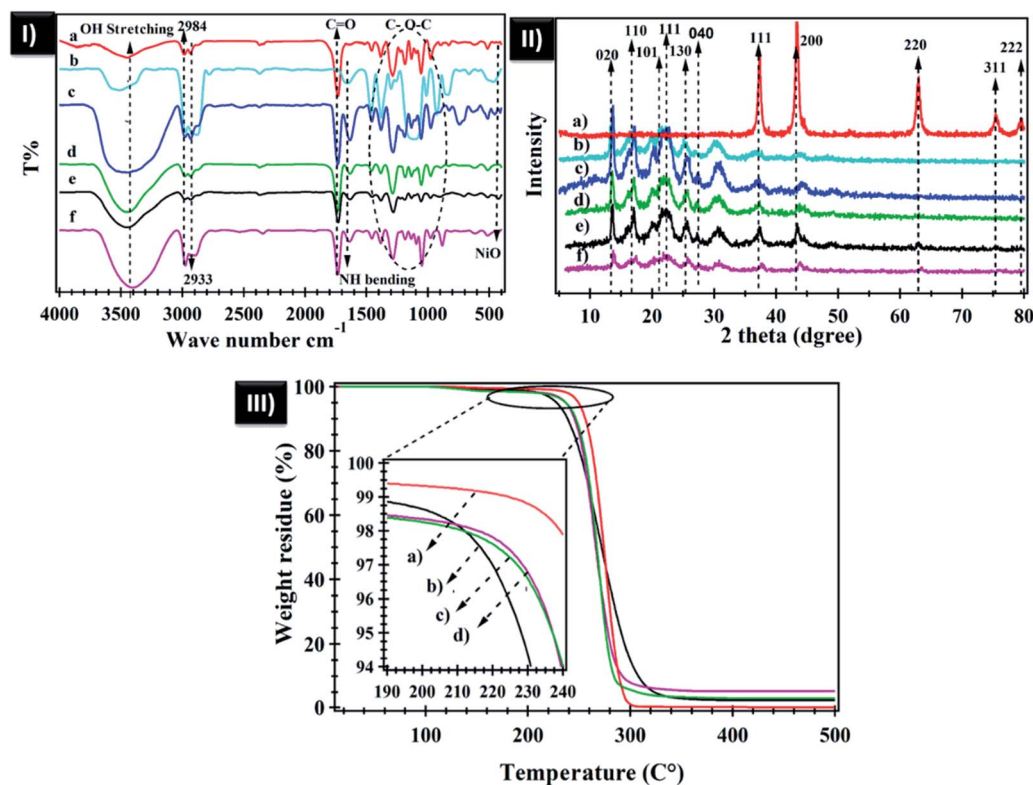 I)
OH Stretching 2984
C=O
C- O-C
a
b
c
d
e
f
2933
NH bending
NiO
T%
4000 3500 3000 2500 2000 1500 1000 500
Wave number cm-1
II)
020
110
101
111
130
040
111
200
220
311
222
a)
b)
c)
d)
e)
f)
Intensity
10 20 30 40 50 60 70 80
2 theta (dgree)
III)
100
80
60
40
20
0
Weight residue (%)
100
99
98
97
96
95
94
a)
b)
c)
d)
190 200 210 220 230 240
100 200 300 400 500
Temperature (C°)